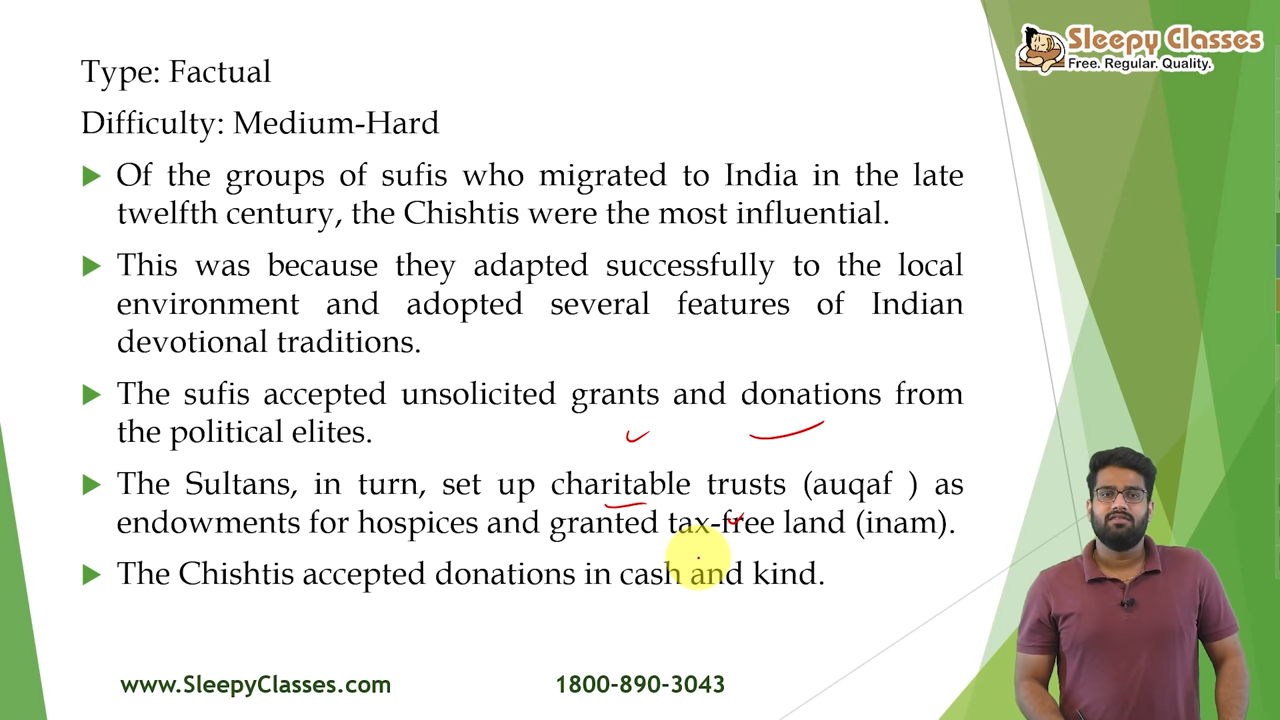 Sleepy Classes
Free. Regular. Quality.
Type: Factual
Difficulty: Medium-Hard
Of the groups of sufis who migrated to India in the late
twelfth century, the Chishtis were the most influential.
This was because they adapted successfully to the local
environment and adopted several features of Indian
devotional traditions.
The sufis accepted unsolicited grants and donations from
the political elites.
The Sultans, in turn, set up charitable trusts (auqaf ) as
endowments for hospices and granted tax-free land (inam).
The Chishtis accepted donations in cash and kind.
www.SleepyClasses.com
1800-890-3043